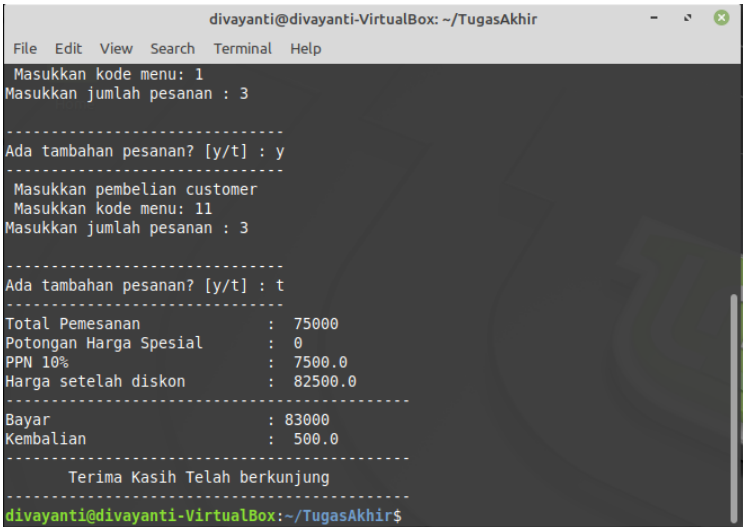 divayanti@divayanti-VirtualBox: ~/TugasAkhir
File Edit View Search Terminal Help
Masukkan kode menu: 1
Masukkan jumlah pesanan : 3
-------------------------------
Ada tambahan pesanan? [y/t] : y
-------------------------------
Masukkan pembelian customer
Masukkan kode menu: 11
Masukkan jumlah pesanan : 3
-------------------------------
Ada tambahan pesanan? [y/t] : t
-------------------------------
Total Pemesanan : 75000
Potongan Harga Spesial : 0
PPN 10% : 7500.0
Harga setelah diskon : 82500.0
---------------------------------------------
Bayar : 83000
Kembalian : 500.0
---------------------------------------------
Terima Kasih Telah berkunjung
---------------------------------------------
divayanti@divayanti-VirtualBox:~/TugasAkhir$